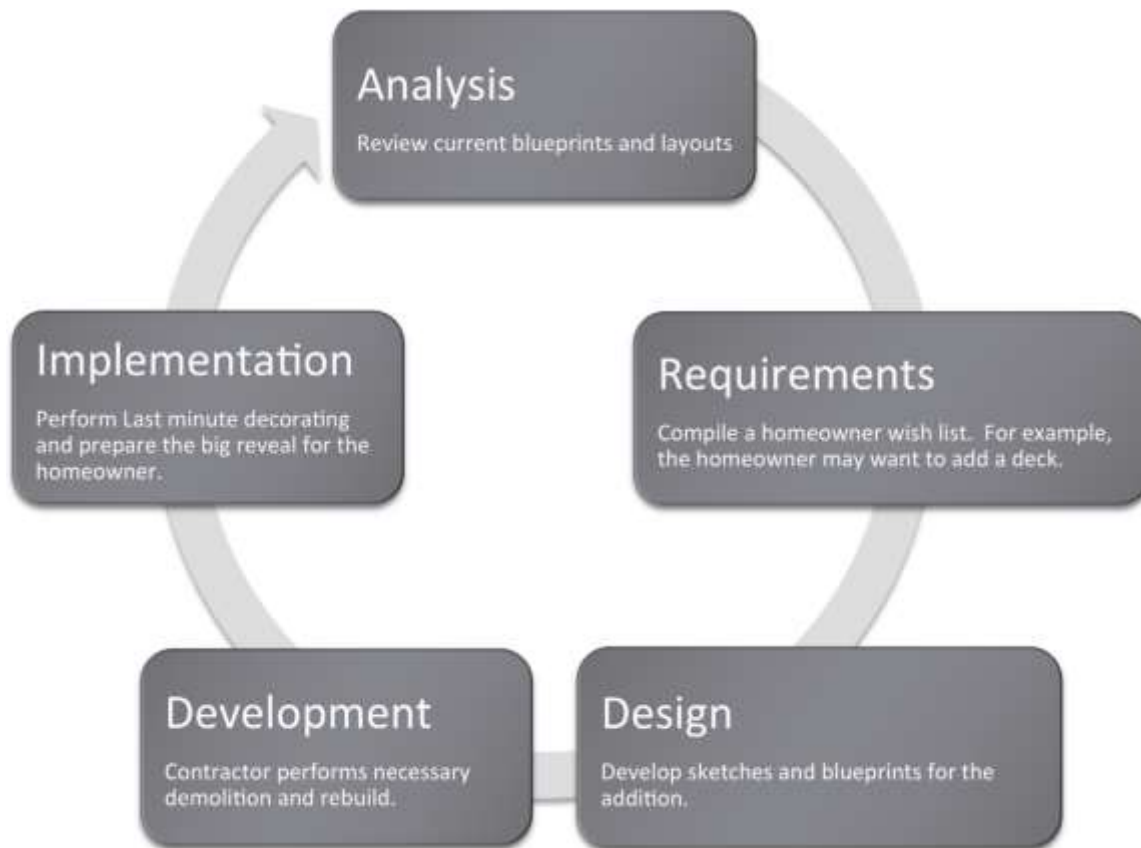 Analysis
Review current blueprints and layouts
Requirements
Compile a homeowner wish list.  For example,
the homeowner may want to add a deck.
Design
Develop sketches and blueprints for the
addition.
Development
Contractor performs necessary
demolition and rebuild.
Implementation
Perform Last minute decorating
and prepare the big reveal for the
homeowner.